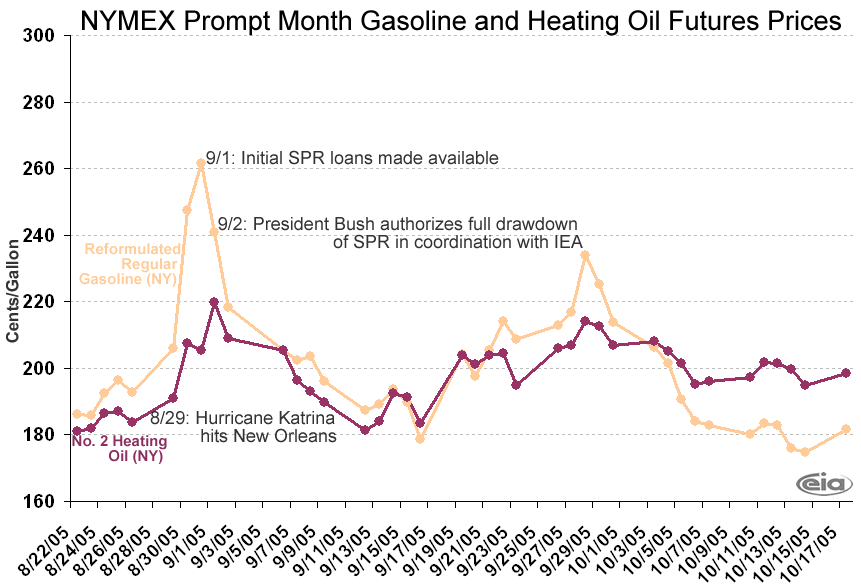 NYMEX Prompt Month Gasoline and Heating Oil Futures Prices
300
280
260
240
220
200
180
160
Cents/Gallon
9/1: Initial SPR loans made available
9/2: President Bush authorizes full drawdown
of SPR in coordination with IEA
Reformulated
Regular
Gasoline (NY)
8/29: Hurricane Katrina
hits New Orleans
No. 2 Heating
Oil (NY)
eia
8/22/05
8/24/05
8/26/05
8/28/05
8/30/05
9/1/05
9/3/05
9/5/05
9/7/05
9/9/05
9/11/05
9/13/05
9/15/05
9/17/05
9/19/05
9/21/05
9/23/05
9/25/05
9/27/05
9/29/05
10/1/05
10/3/05
10/5/05
10/7/05
10/9/05
10/11/05
10/13/05
10/15/05
10/17/05